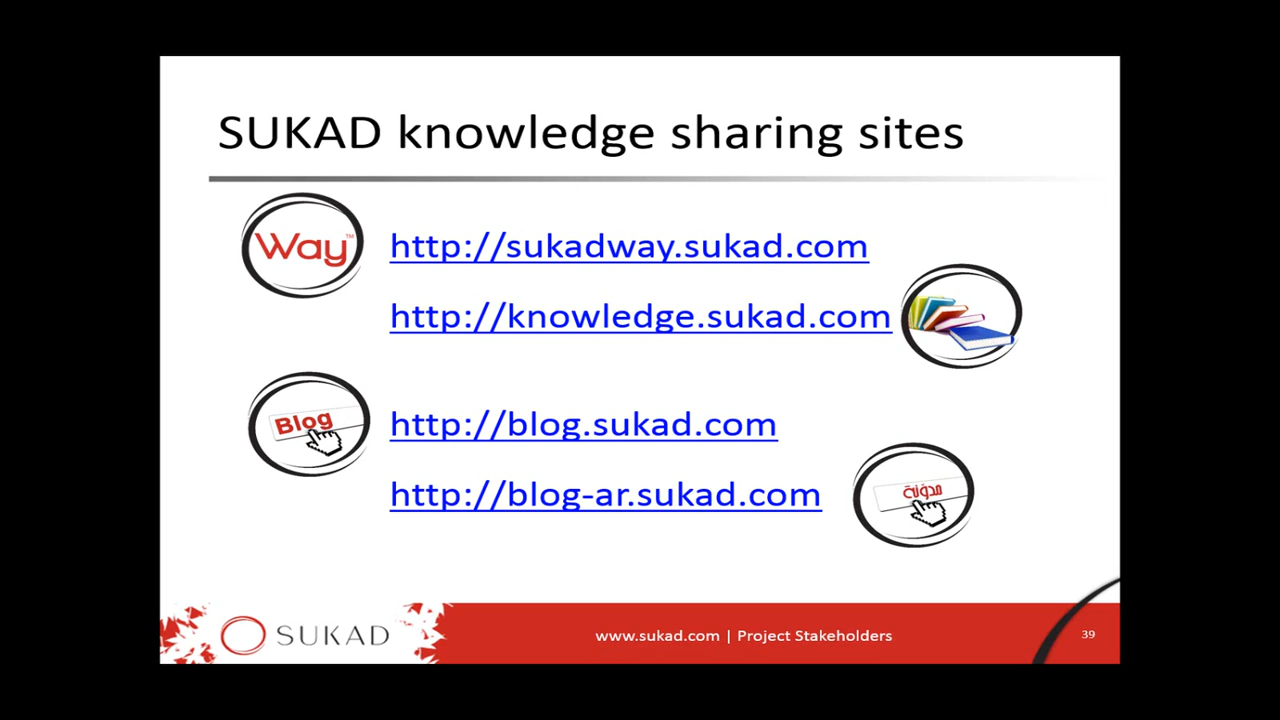 SUKAD knowledge sharing sites
Way™
http://sukadway.sukad.com
http://knowledge.sukad.com
Blog
http://blog.sukad.com
http://blog-ar.sukad.com
مدونة
SUKAD
www.sukad.com | Project Stakeholders
39